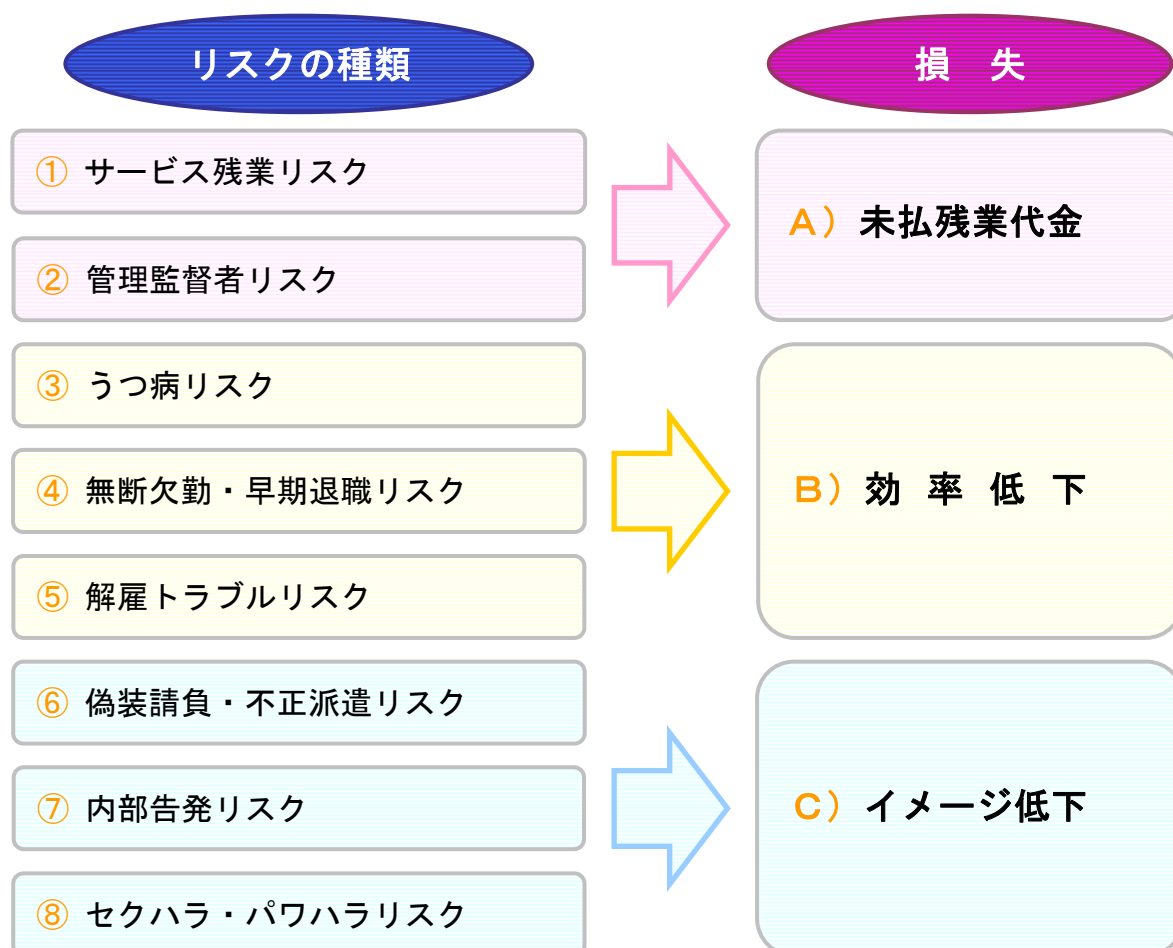 リスクの種類
損　失
① サービス残業リスク
② 管理監督者リスク
A）未払残業代金
③ うつ病リスク
④ 無断欠勤・早期退職リスク
⑤ 解雇トラブルリスク
B）効 率 低 下
⑥ 偽装請負・不正派遣リスク
⑦ 内部告発リスク
⑧ セクハラ・パワハラリスク
C）イメージ低下